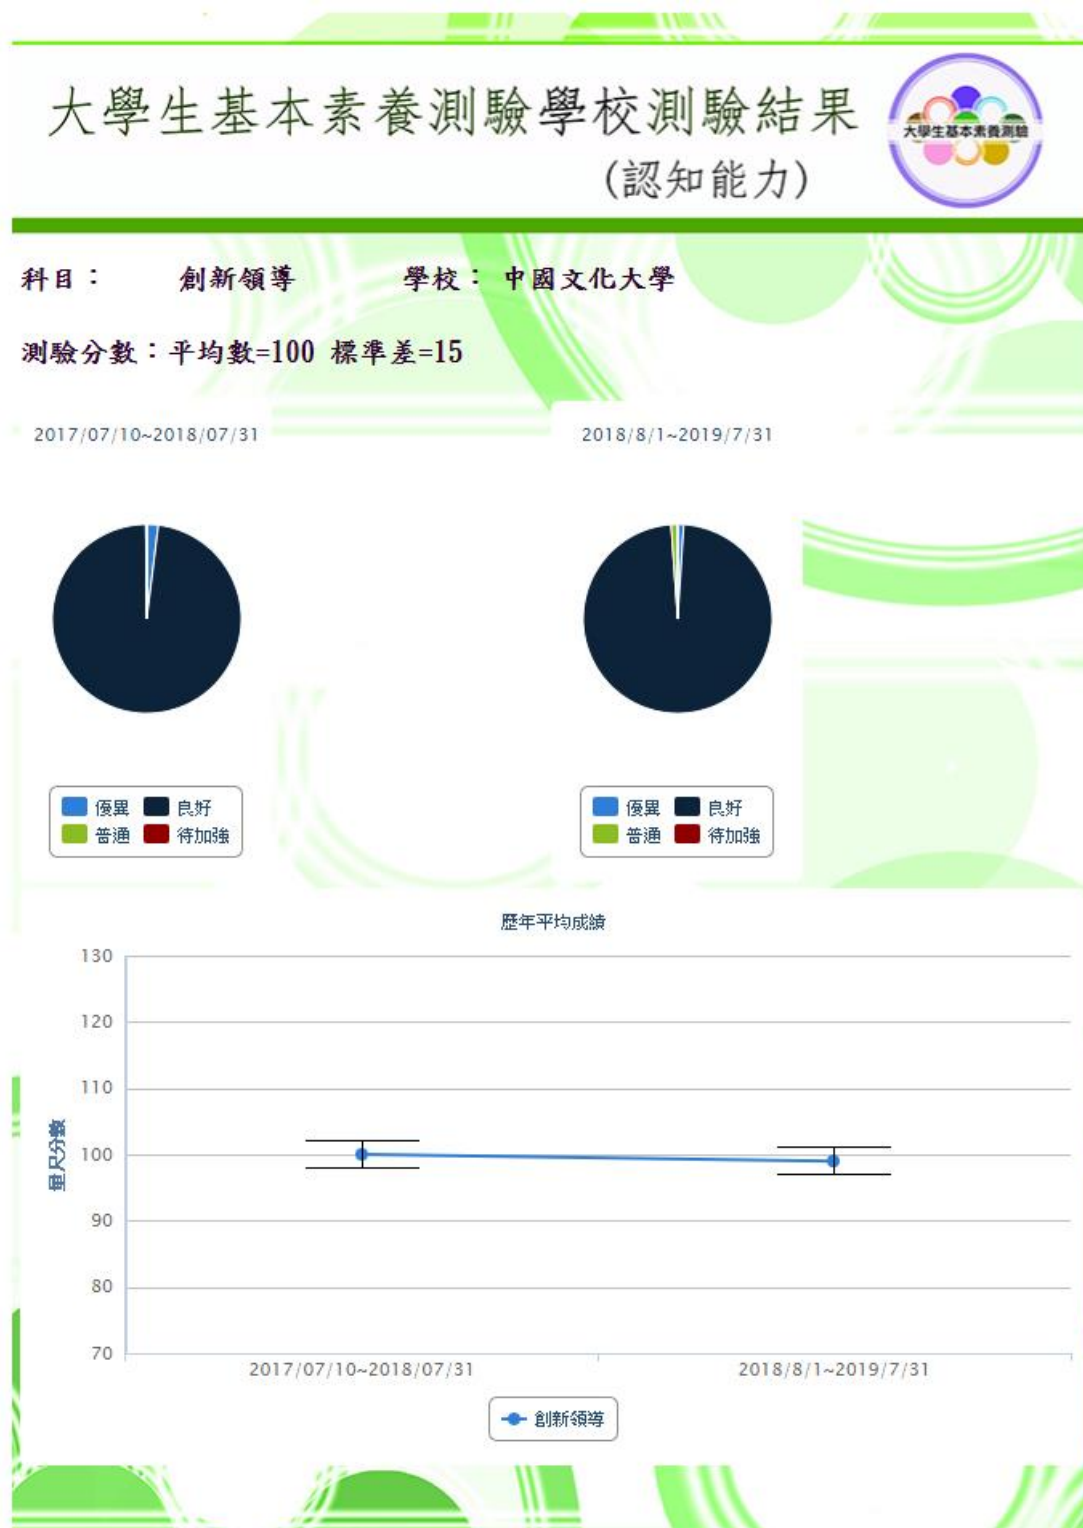 大學生基本素養測驗學校測驗結果
(認知能力)
大學生基本素養測驗
科目： 創新領導 學校： 中國文化大學
測驗分數：平均數=100 標準差=15
2017/07/10~2018/07/31 2018/8/1~2019/7/31
優異 良好 優異 良好
普通 待加強 普通 待加強
歷年平均成績
量尺分數
130
120
110
100
90
80
70
2017/07/10~2018/07/31 2018/8/1~2019/7/31
創新領導